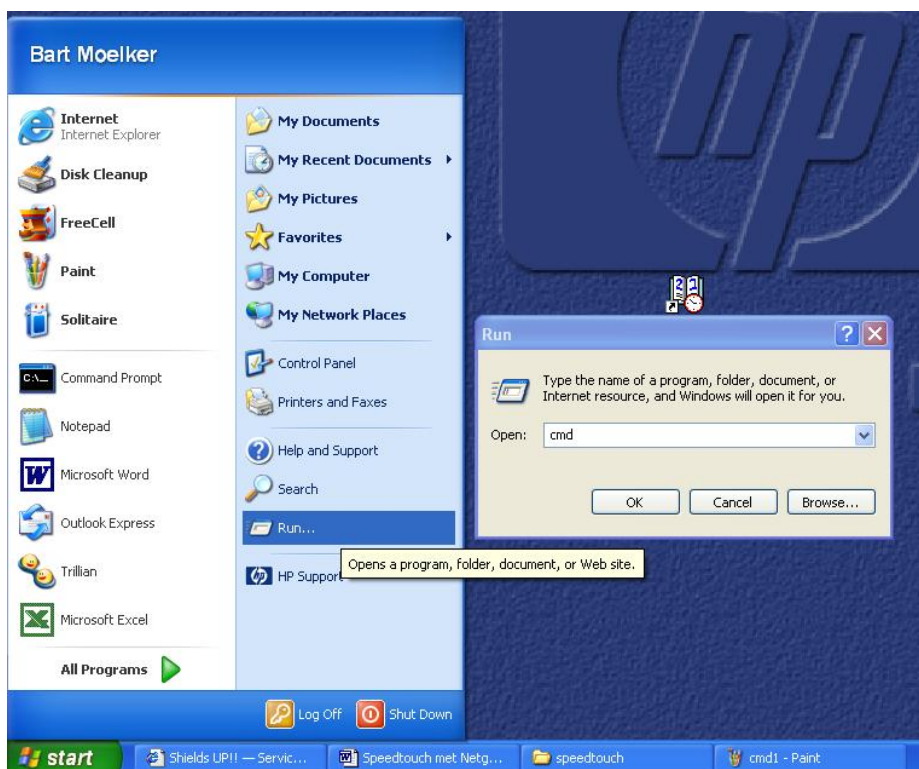 Bart Moelker
Internet
Internet Explorer
Disk Cleanup
FreeCell
Paint
Solitaire
C:\_
Command Prompt
Notepad
W
Microsoft Word
Outlook Express
Trillian
Microsoft Excel
All Programs
My Documents
My Recent Documents
My Pictures
Favorites
My Computer
My Network Places
Control Panel
Printers and Faxes
Help and Support
Search
Run...
Opens a program, folder, document, or Web site.
hp
HP Support
Log Off
Shut Down
hp
2 1
Run
Type the name of a program, folder, document, or
Internet resource, and Windows will open it for you.
Open:
cmd
OK
Cancel
Browse...
start
Shields UP!! — Servic...
Speedtouch met Netg...
speedtouch
cmd1 - Paint